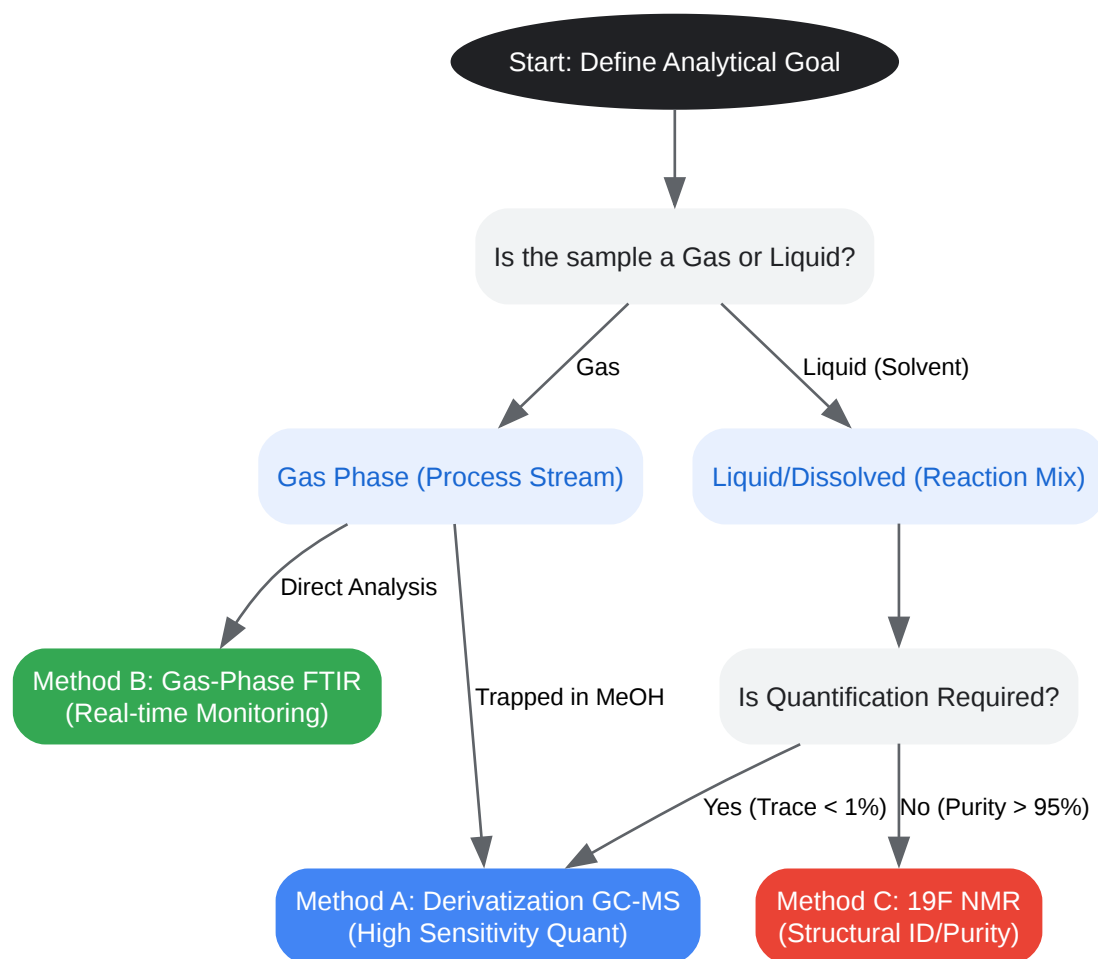 Start: Define Analytical Goal
Is the sample a Gas or Liquid?
Gas
Liquid (Solvent)
Gas Phase (Process Stream)
Liquid/Dissolved (Reaction Mix)
Direct Analysis
Method B: Gas-Phase FTIR
(Real-time Monitoring)
Trapped in MeOH
Is Quantification Required?
Yes (Trace < 1%)
No (Purity > 95%)
Method A: Derivatization GC-MS
(High Sensitivity Quant)
Method C: 19F NMR
(Structural ID/Purity)